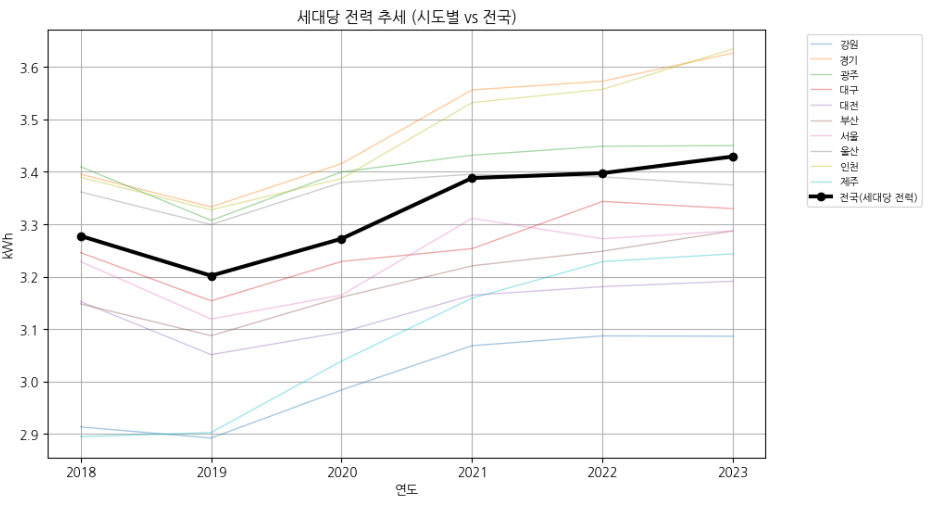 세대당 전력 추세 (시도별 vs 전국)
강원
경기
광주
대구
대전
부산
서울
울산
인천
제주
전국(세대당 전력)
3.6
3.5
3.4
3.3
3.2
3.1
3.0
2.9
kWh
2018 2019 2020 2021 2022 2023
연도